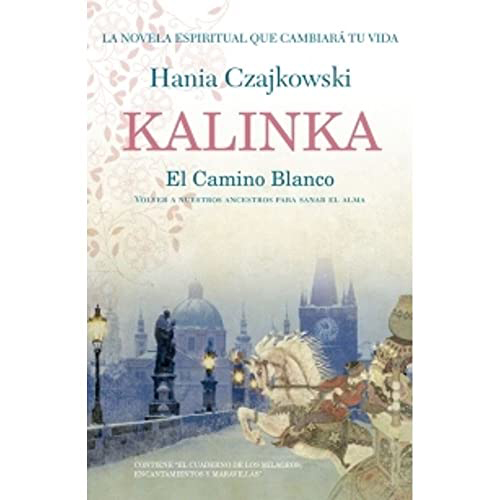 LA NOVELA ESPIRITUAL QUE CAMBIARÁ TU VIDA
Hania Czajkowski
KALINKA
El Camino Blanco
VOLVER A NUESTROS ANCESTROS PARA SANAR EL ALMA
CONTIENE "EL CUADERNO DE LOS MILAGROS,
ENCANTAMIENTOS Y MARAVILLAS"